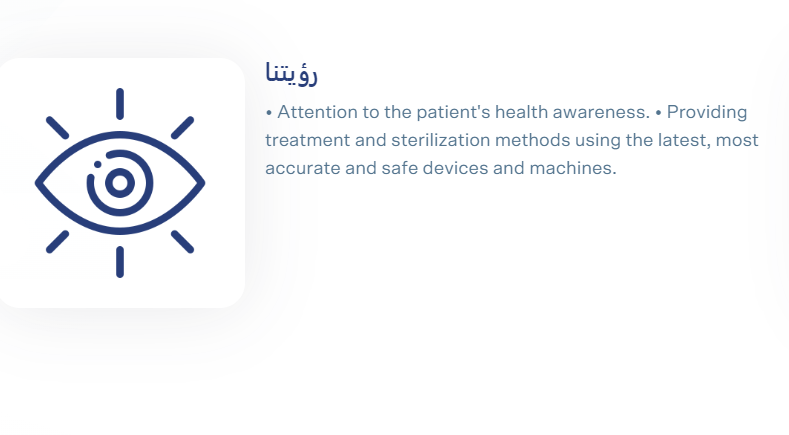 رؤيتنا
• Attention to the patient's health awareness. • Providing
treatment and sterilization methods using the latest, most
accurate and safe devices and machines.